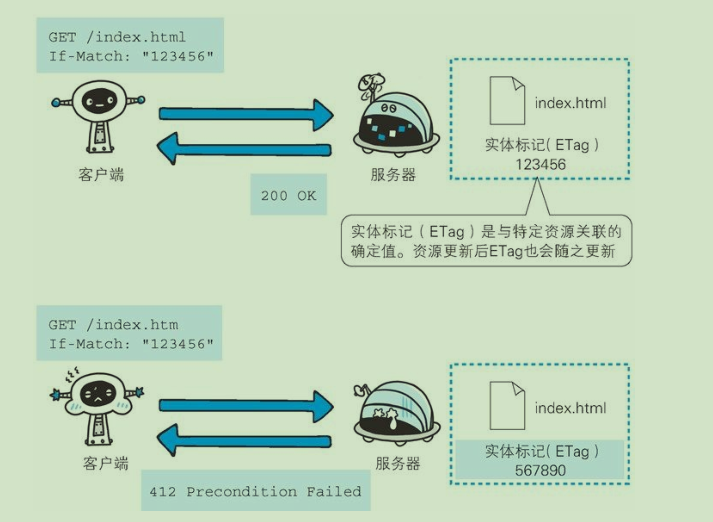 GET /index.html
If-Match: "123456"
index.html
实体标记(ETag)
123456
客户端
服务器
200 OK
实体标记(ETag)是与特定资源关联的
确定值。资源更新后ETag也会随之更新
GET /index.htm
If-Match: "123456"
index.html
实体标记(ETag)
567890
客户端
服务器
412 Precondition Failed